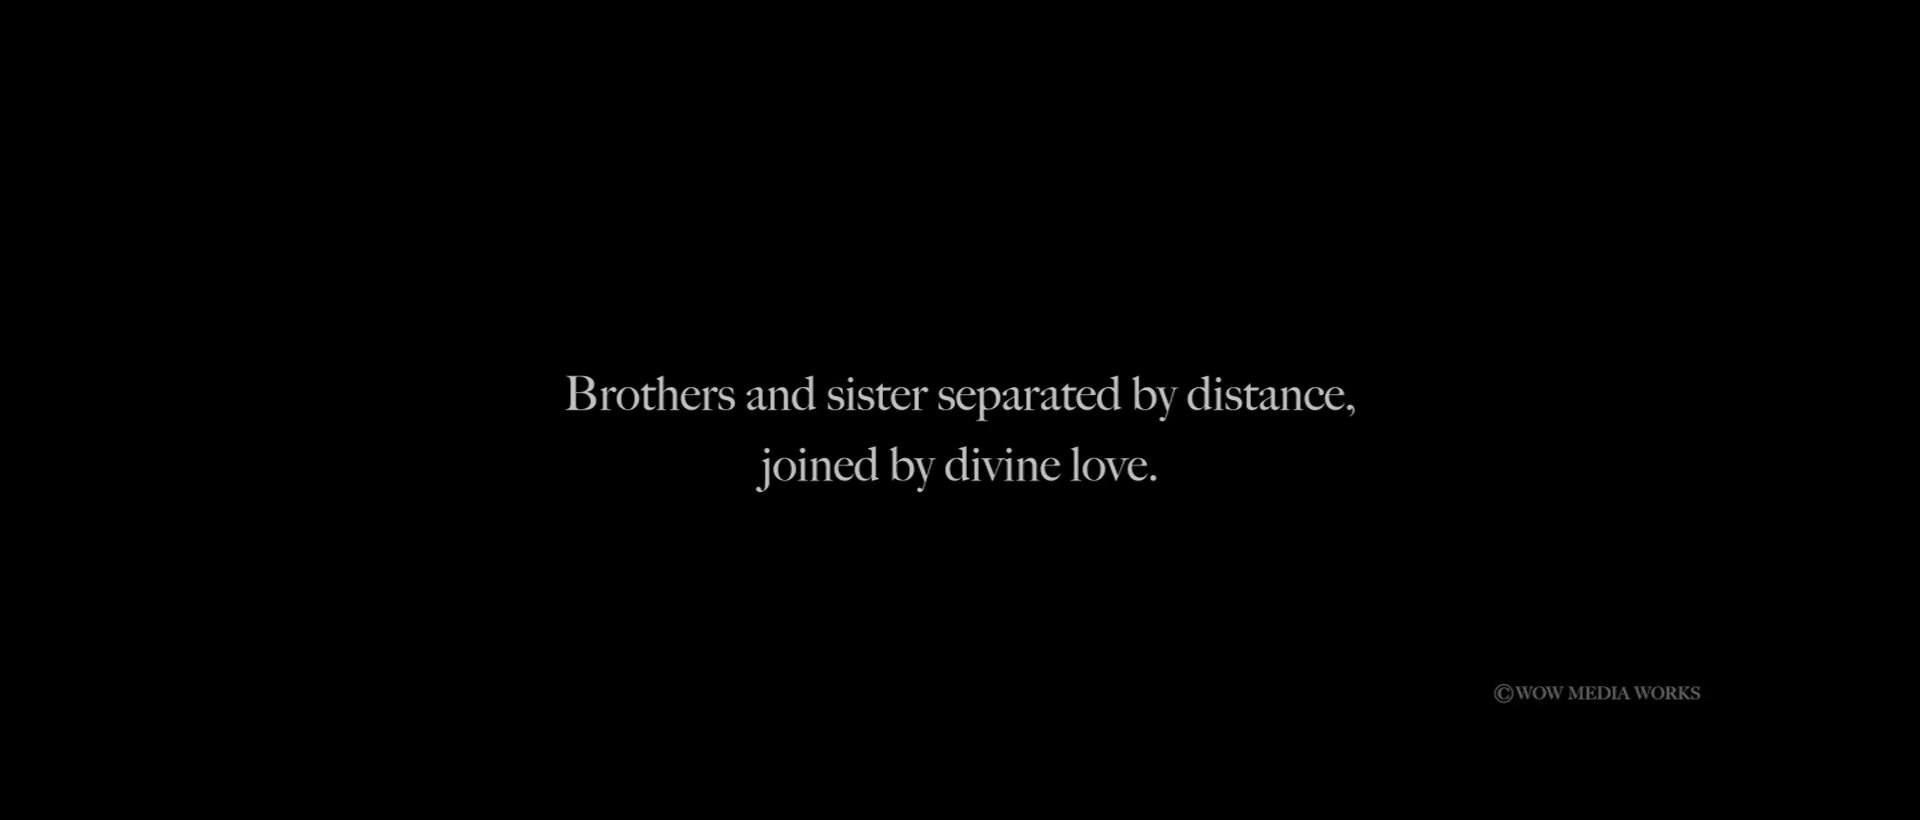 Brothers and sister separated by distance,
joined by divine love.
©WOW MEDIA WORKS